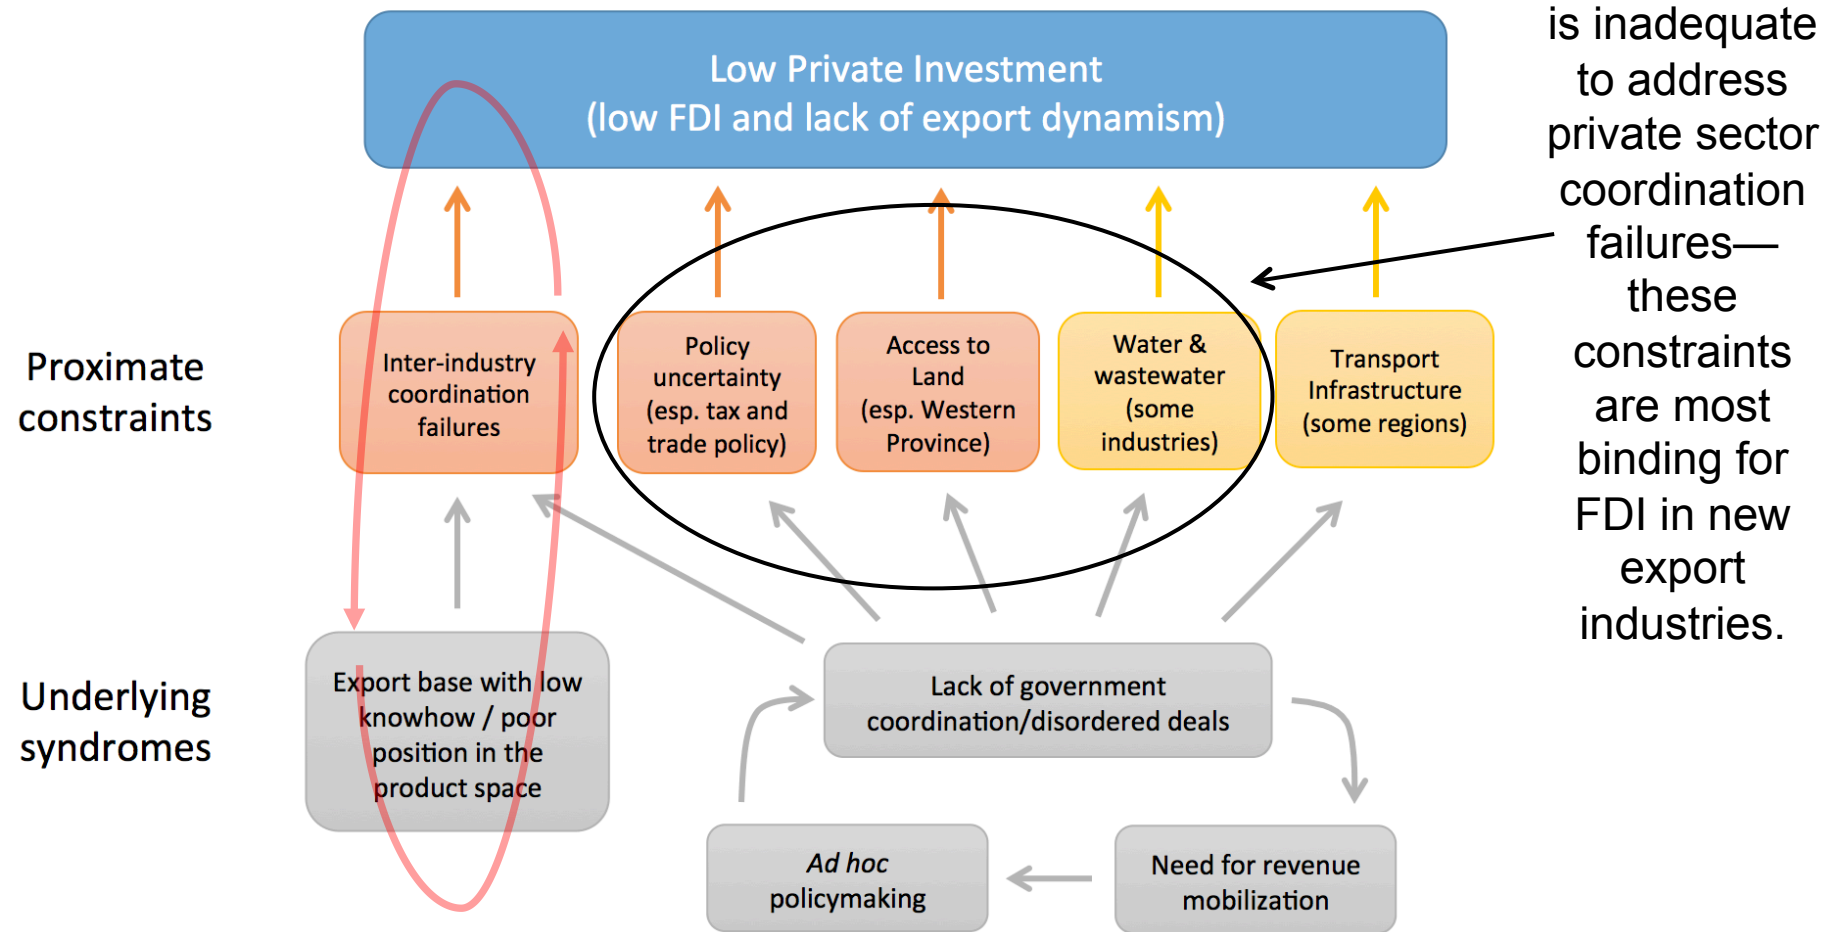 Low Private Investment
(low FDI and lack of export dynamism)
is inadequate
to address
private sector
coordination
failures—
these
constraints
are most
binding for
FDI in new
export
industries.
Proximate
constraints
Inter-industry
coordination
failures
Policy
uncertainty
(esp. tax and
trade policy)
Access to
Land
(esp. Western
Province)
Water &
wastewater
(some
industries)
Transport
Infrastructure
(some regions)
Underlying
syndromes
Export base with low
knowhow / poor
position in the
product space
Lack of government
coordination/disordered deals
Ad hoc
policymaking
Need for revenue
mobilization